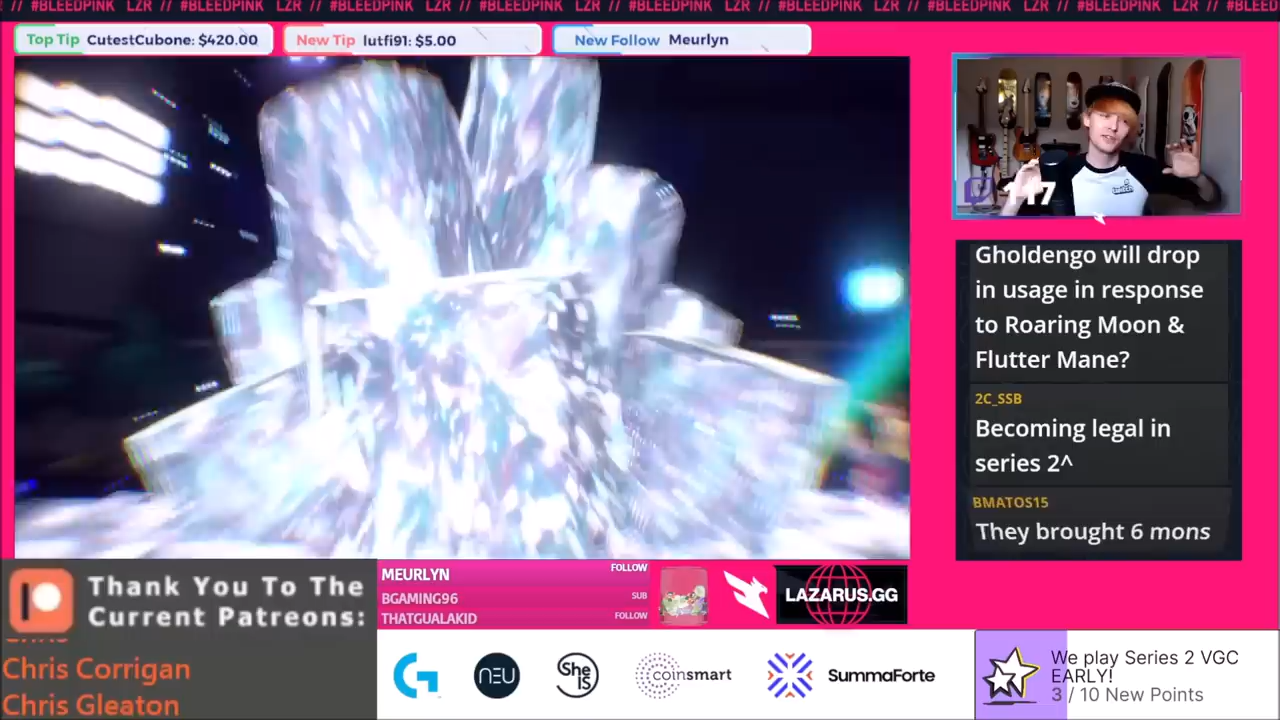 // #BLEEDPINK LZR // #BLEEDPINK LZR // #BLEEDPINK LZR // #BLEEDPINK LZR // #BLEEDPINK LZR // #BLEEDPINK LZR // #BLEEDPINK LZR // #BLEED
Top Tip CutestCubone: $420.00 New Tip lutfi91: $5.00 New Follow Meurlyn
117
Gholdengo will drop
in usage in response
to Roaring Moon &
Flutter Mane?
2C_SSB
Becoming legal in
series 2^
BMATOS15
They brought 6 mons
Thank You To The
Current Patreons:
Chris Corrigan
Chris Gleaton
MEURLYN FOLLOW
BGAMING96 SUB
THATGUALAKID FOLLOW
LAZARUS.GG
NEU
She IS
coinsmart
SummaForte
We play Series 2 VGC
EARLY!
3 / 10 New Points